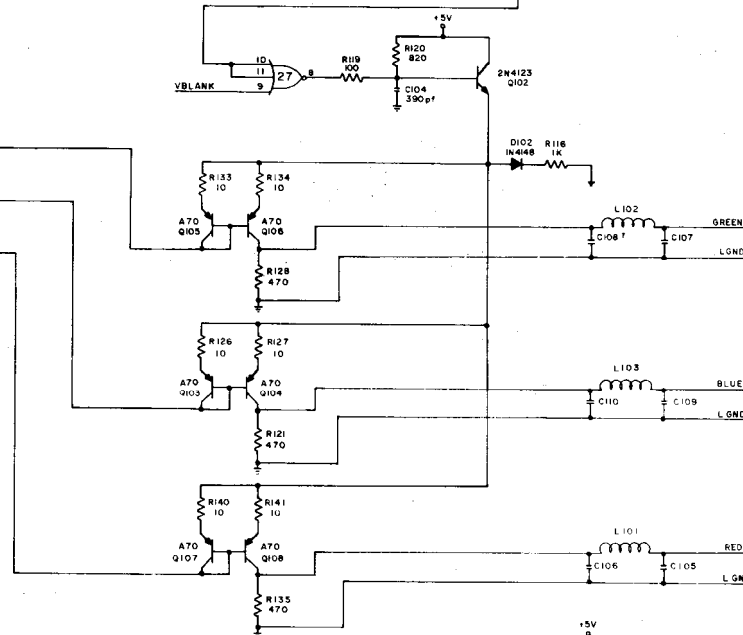 +5V
R120
820
R119
100
10
11
27
8
9
VBLANK
C104
390pf
2N4123
Q102
D102
1N4148
R116
1K
R133
10
R134
10
A70
Q105
A70
Q106
L102
GREEN
C108
C107
LGND
R128
470
R126
10
R127
10
A70
Q103
A70
Q104
L103
BLUE
C110
C109
LGND
R121
470
R140
10
R141
10
A70
Q107
A70
Q108
L101
RED
C106
C105
LGN
R135
470
+5V